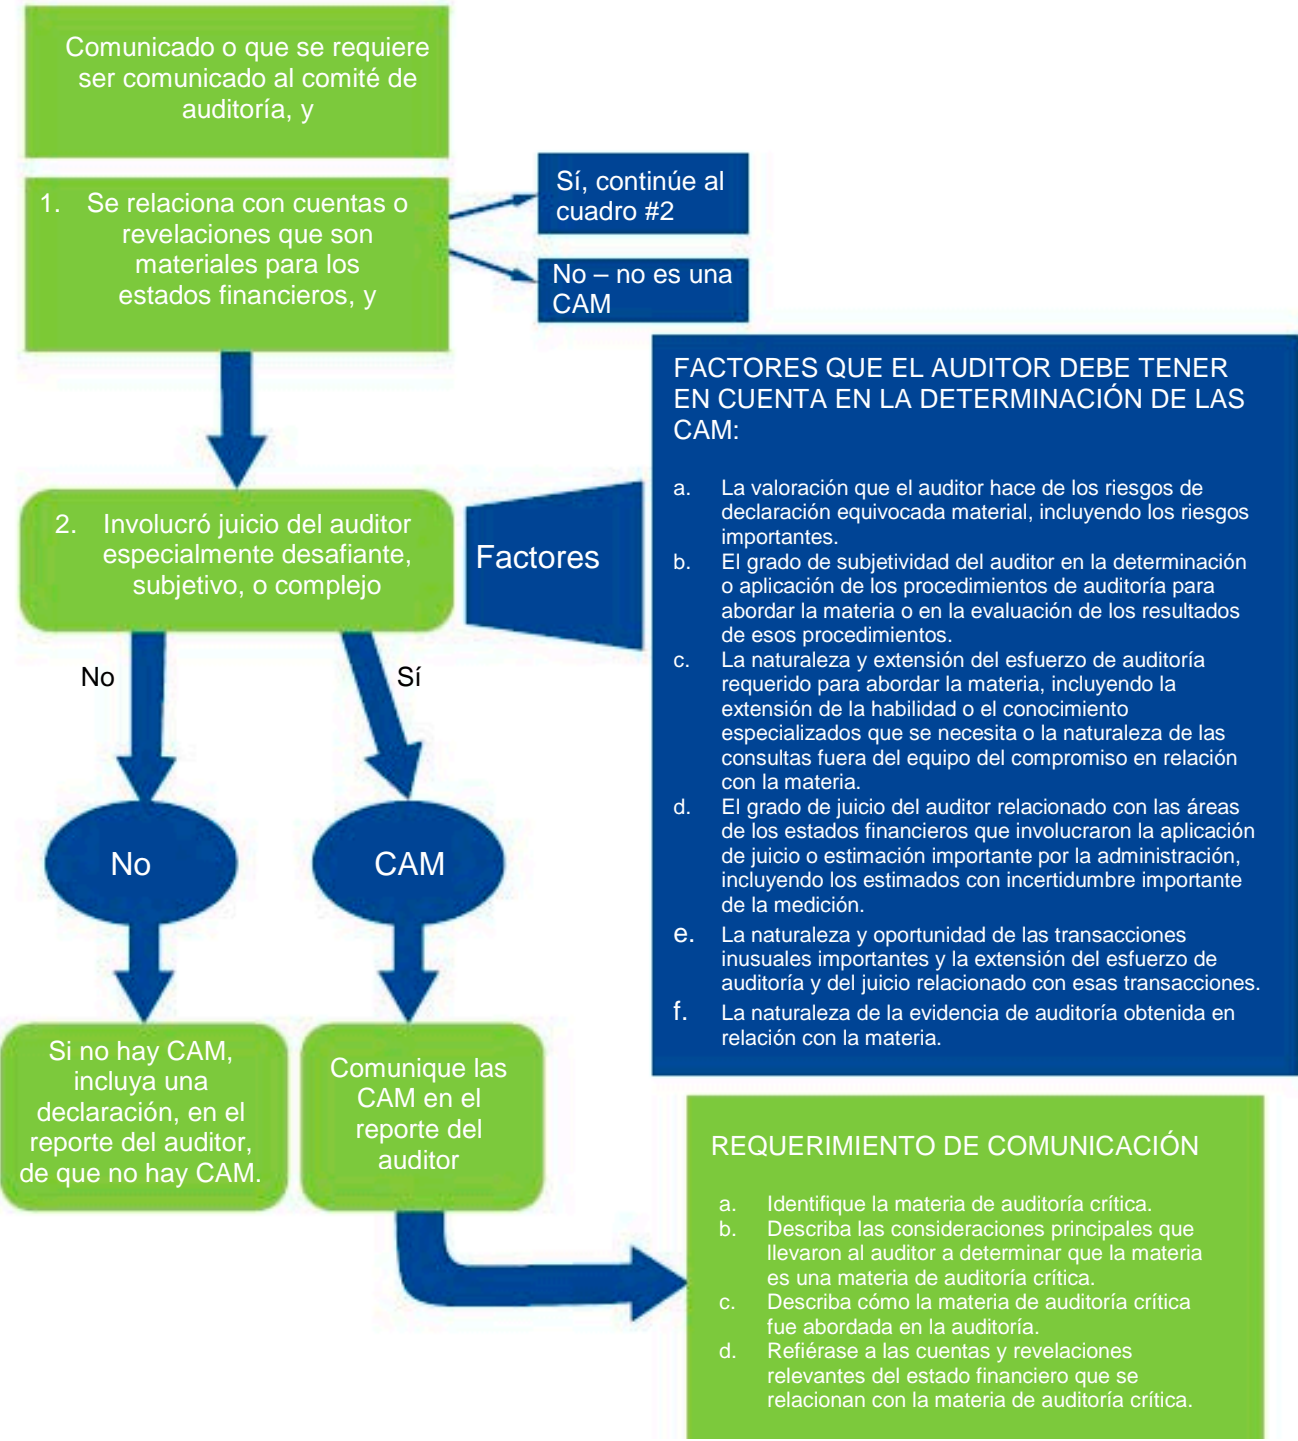 Comunicado o que se requiere
ser comunicado al comité de
auditoría, y
1. Se relaciona con cuentas o
revelaciones que son
materiales para los
estados financieros, y
Sí, continúe al
cuadro #2
No – no es una
CAM
2. Involucró juicio del auditor
especialmente desafiante,
subjetivo, o complejo
Factores
FACTORES QUE EL AUDITOR DEBE TENER
EN CUENTA EN LA DETERMINACIÓN DE LAS
CAM:
a. La valoración que el auditor hace de los riesgos de
declaración equivocada material, incluyendo los riesgos
importantes.
b. El grado de subjetividad del auditor en la determinación
o aplicación de los procedimientos de auditoría para
abordar la materia o en la evaluación de los resultados
de esos procedimientos.
c. La naturaleza y extensión del esfuerzo de auditoría
requerido para abordar la materia, incluyendo la
extensión de la habilidad o el conocimiento
especializados que se necesita o la naturaleza de las
consultas fuera del equipo del compromiso en relación
con la materia.
d. El grado de juicio del auditor relacionado con las áreas
de los estados financieros que involucraron la aplicación
de juicio o estimación importante por la administración,
incluyendo los estimados con incertidumbre importante
de la medición.
e. La naturaleza y oportunidad de las transacciones
inusuales importantes y la extensión del esfuerzo de
auditoría y del juicio relacionado con esas transacciones.
f. La naturaleza de la evidencia de auditoría obtenida en
relación con la materia.
No
Sí
No
CAM
Si no hay CAM,
incluya una
declaración, en el
reporte del auditor,
de que no hay CAM.
Comunique las
CAM en el
reporte del
auditor
REQUERIMIENTO DE COMUNICACIÓN
a. Identifique la materia de auditoría crítica.
b. Describa las consideraciones principales que
llevaron al auditor a determinar que la materia
es una materia de auditoría crítica.
c. Describa cómo la materia de auditoría crítica
fue abordada en la auditoría.
d. Refiérase a las cuentas y revelaciones
relevantes del estado financiero que se
relacionan con la materia de auditoría crítica.